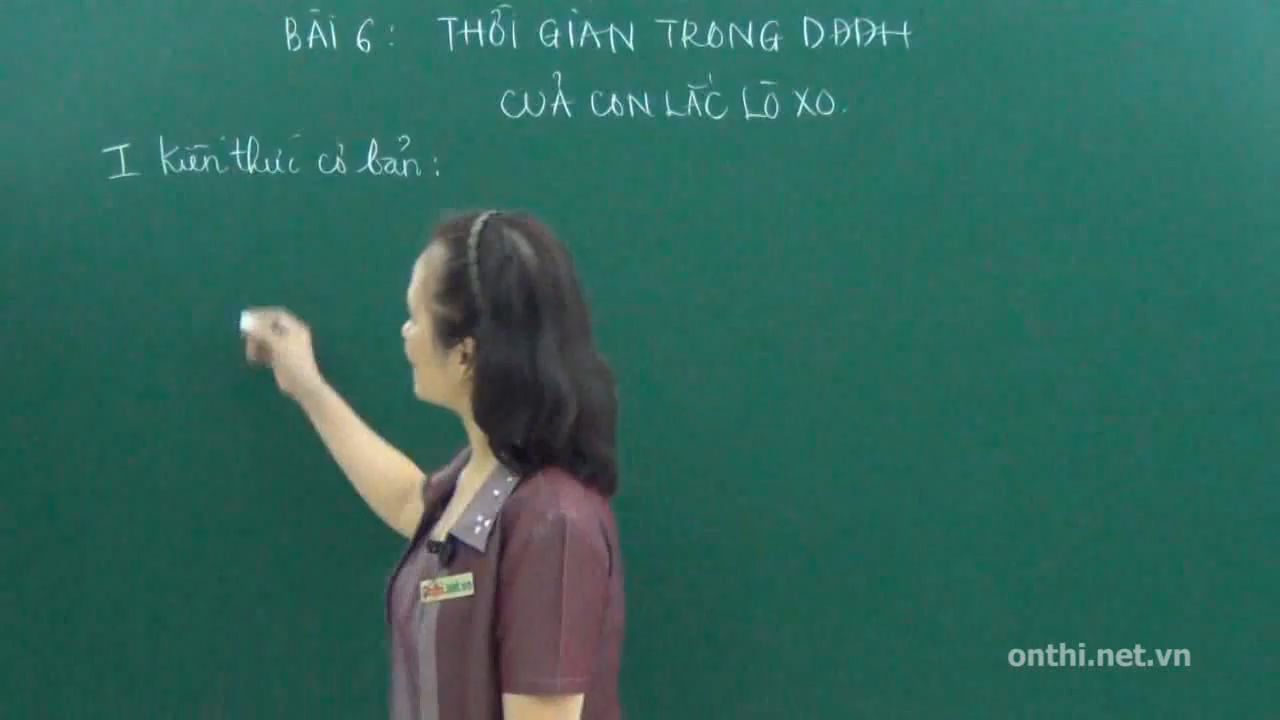 BÀI 6: THỜI GIAN TRONG DĐĐH
CỦA CON LẮC LÒ XO.
I Kiến thức cơ bản:
onthi.net.vn